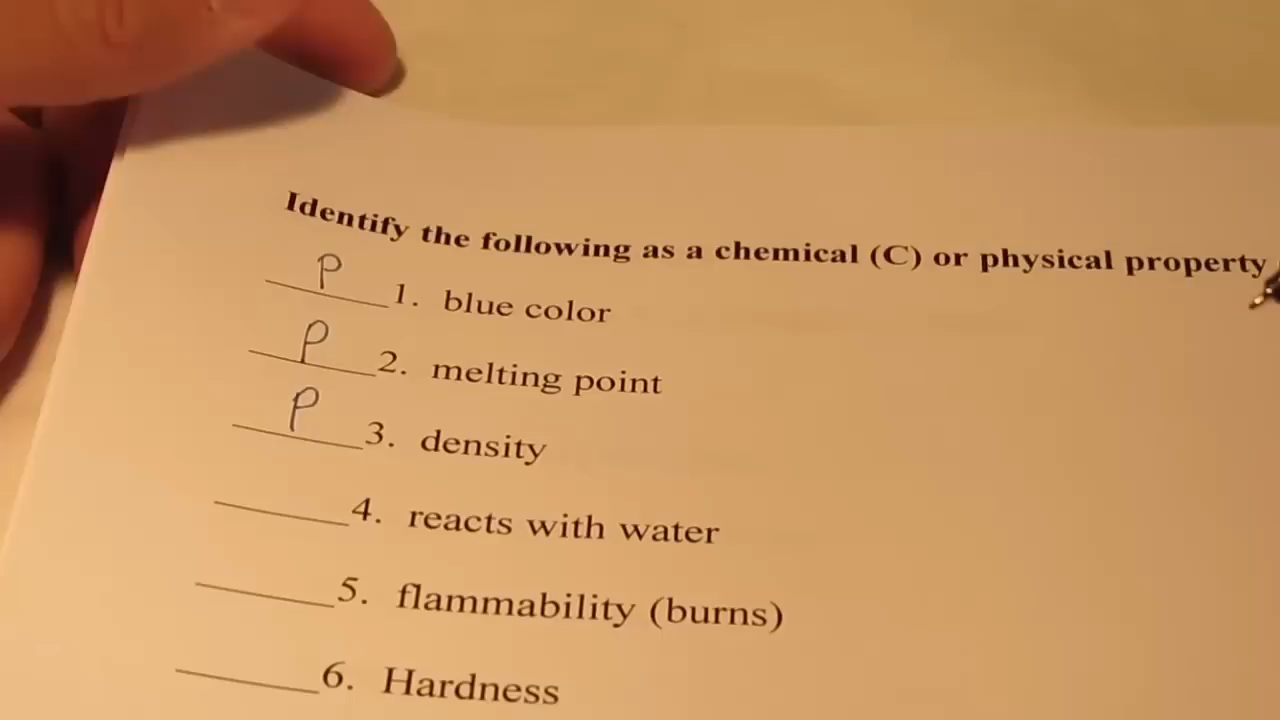 Identify the following as a chemical (C) or physical property
P 1. blue color
P 2. melting point
P 3. density
4. reacts with water
5. flammability (burns)
6. Hardness